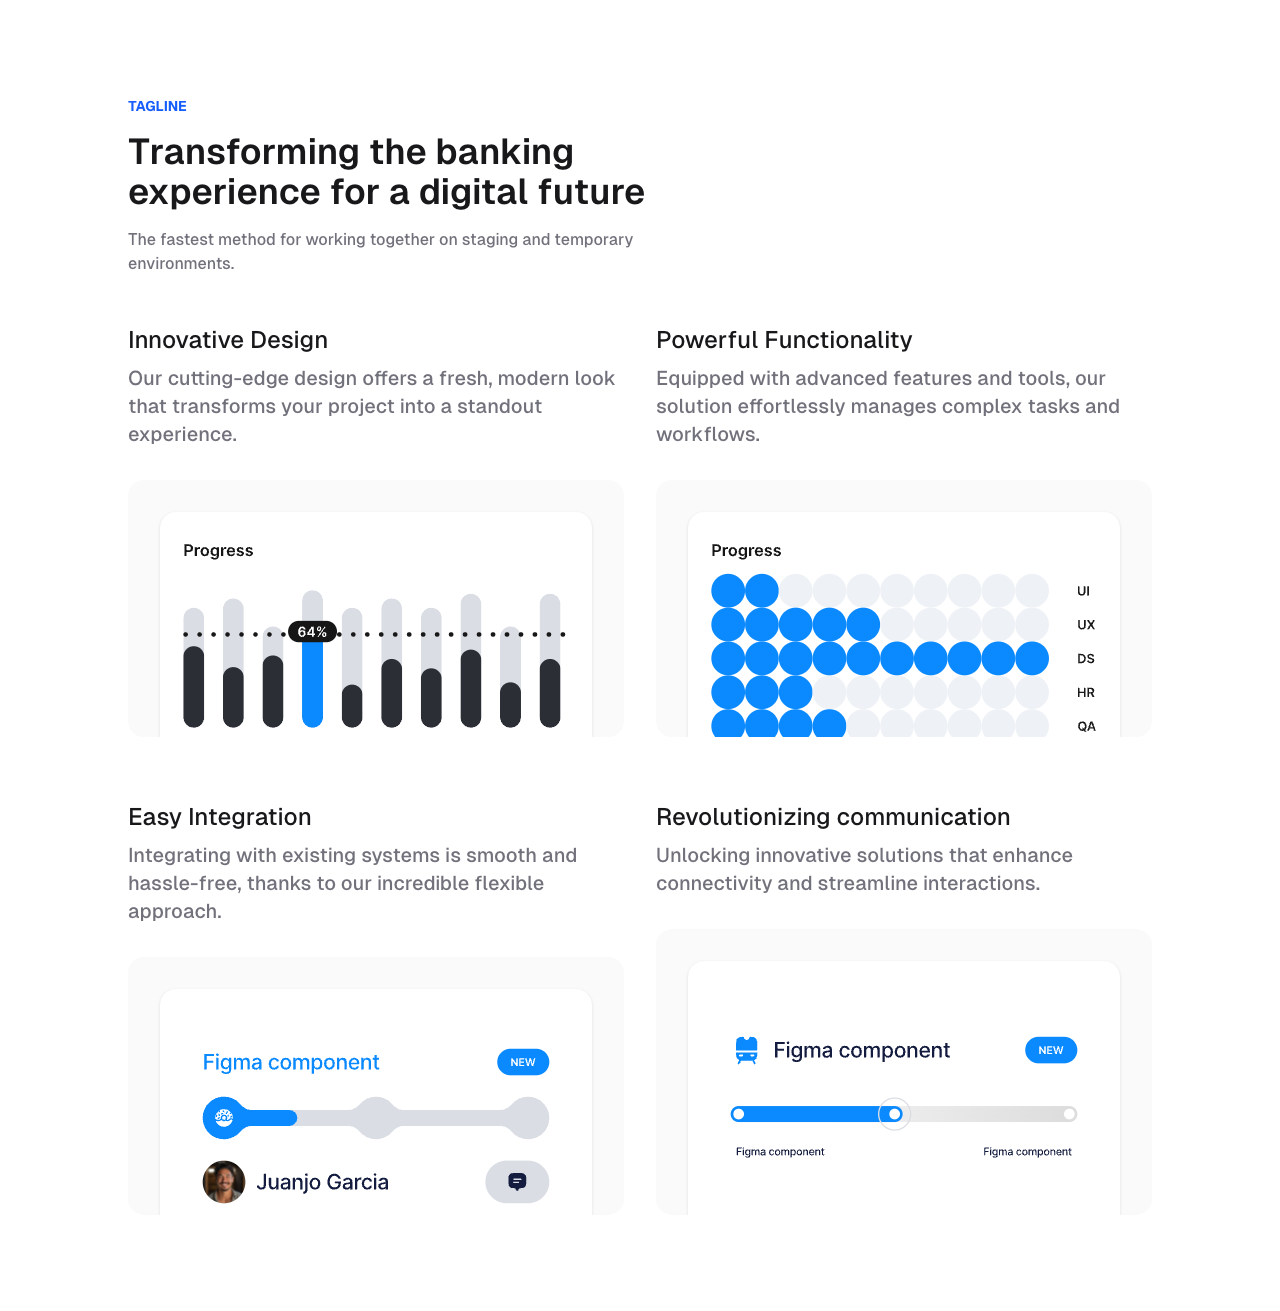 TAGLINE
Transforming the banking
experience for a digital future
The fastest method for working together on staging and temporary
environments.
Innovative Design
Our cutting-edge design offers a fresh, modern look
that transforms your project into a standout
experience.
Progress
64%
Powerful Functionality
Equipped with advanced features and tools, our
solution effortlessly manages complex tasks and
workflows.
Progress
UI
UX
DS
HR
QA
Easy Integration
Integrating with existing systems is smooth and
hassle-free, thanks to our incredible flexible
approach.
Figma component
NEW
Juanjo Garcia
Revolutionizing communication
Unlocking innovative solutions that enhance
connectivity and streamline interactions.
Figma component
NEW
Figma component
Figma component